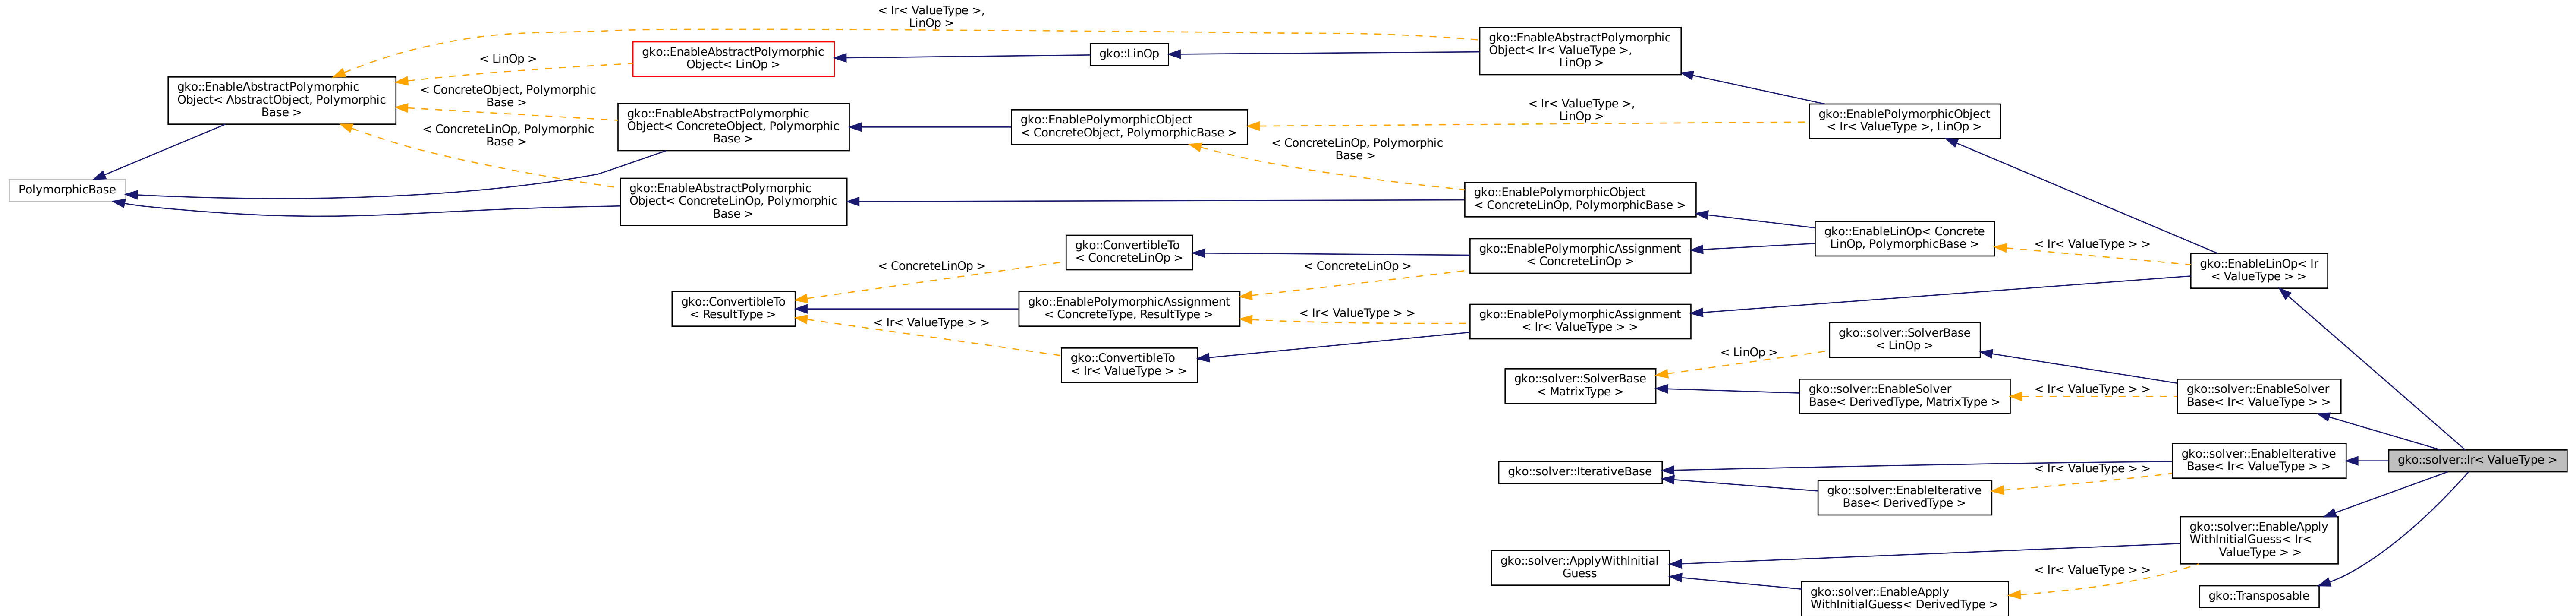 < Ir< ValueType >,
LinOp >
gko::EnableAbstractPolymorphic
Object< Ir< ValueType >,
LinOp >
gko::EnableAbstractPolymorphic
Object< LinOp >
gko::LinOp
< LinOp >
gko::EnableAbstractPolymorphic
Object< AbstractObject, Polymorphic
Base >
< ConcreteObject, Polymorphic
Base >
gko::EnableAbstractPolymorphic
Object< ConcreteObject, Polymorphic
Base >
gko::EnablePolymorphicObject
< ConcreteObject, PolymorphicBase >
< Ir< ValueType >,
LinOp >
gko::EnablePolymorphicObject
< Ir< ValueType >, LinOp >
< ConcreteLinOp, Polymorphic
Base >
< ConcreteLinOp, Polymorphic
Base >
PolymorphicBase
gko::EnableAbstractPolymorphic
Object< ConcreteLinOp, Polymorphic
Base >
gko::EnablePolymorphicObject
< ConcreteLinOp, PolymorphicBase >
gko::EnableLinOp< Concrete
LinOp, PolymorphicBase >
< Ir< ValueType > >
gko::ConvertibleTo
< ConcreteLinOp >
gko::EnablePolymorphicAssignment
< ConcreteLinOp >
gko::EnableLinOp< Ir
< ValueType > >
< ConcreteLinOp >
< ConcreteLinOp >
gko::ConvertibleTo
< ResultType >
gko::EnablePolymorphicAssignment
< ConcreteType, ResultType >
< Ir< ValueType > >
< Ir< ValueType > >
gko::EnablePolymorphicAssignment
< Ir< ValueType > >
gko::ConvertibleTo
< Ir< ValueType > >
gko::solver::SolverBase
< LinOp >
< LinOp >
gko::solver::SolverBase
< MatrixType >
gko::solver::EnableSolver
Base< DerivedType, MatrixType >
< Ir< ValueType > >
gko::solver::EnableSolver
Base< Ir< ValueType > >
gko::solver::IterativeBase
gko::solver::EnableIterative
Base< Ir< ValueType > >
gko::solver::Ir< ValueType >
< Ir< ValueType > >
gko::solver::EnableIterative
Base< DerivedType >
gko::solver::EnableApply
WithInitialGuess< Ir<
ValueType > >
gko::solver::ApplyWithInitial
Guess
< Ir< ValueType > >
gko::solver::EnableApply
WithInitialGuess< DerivedType >
gko::Transposable